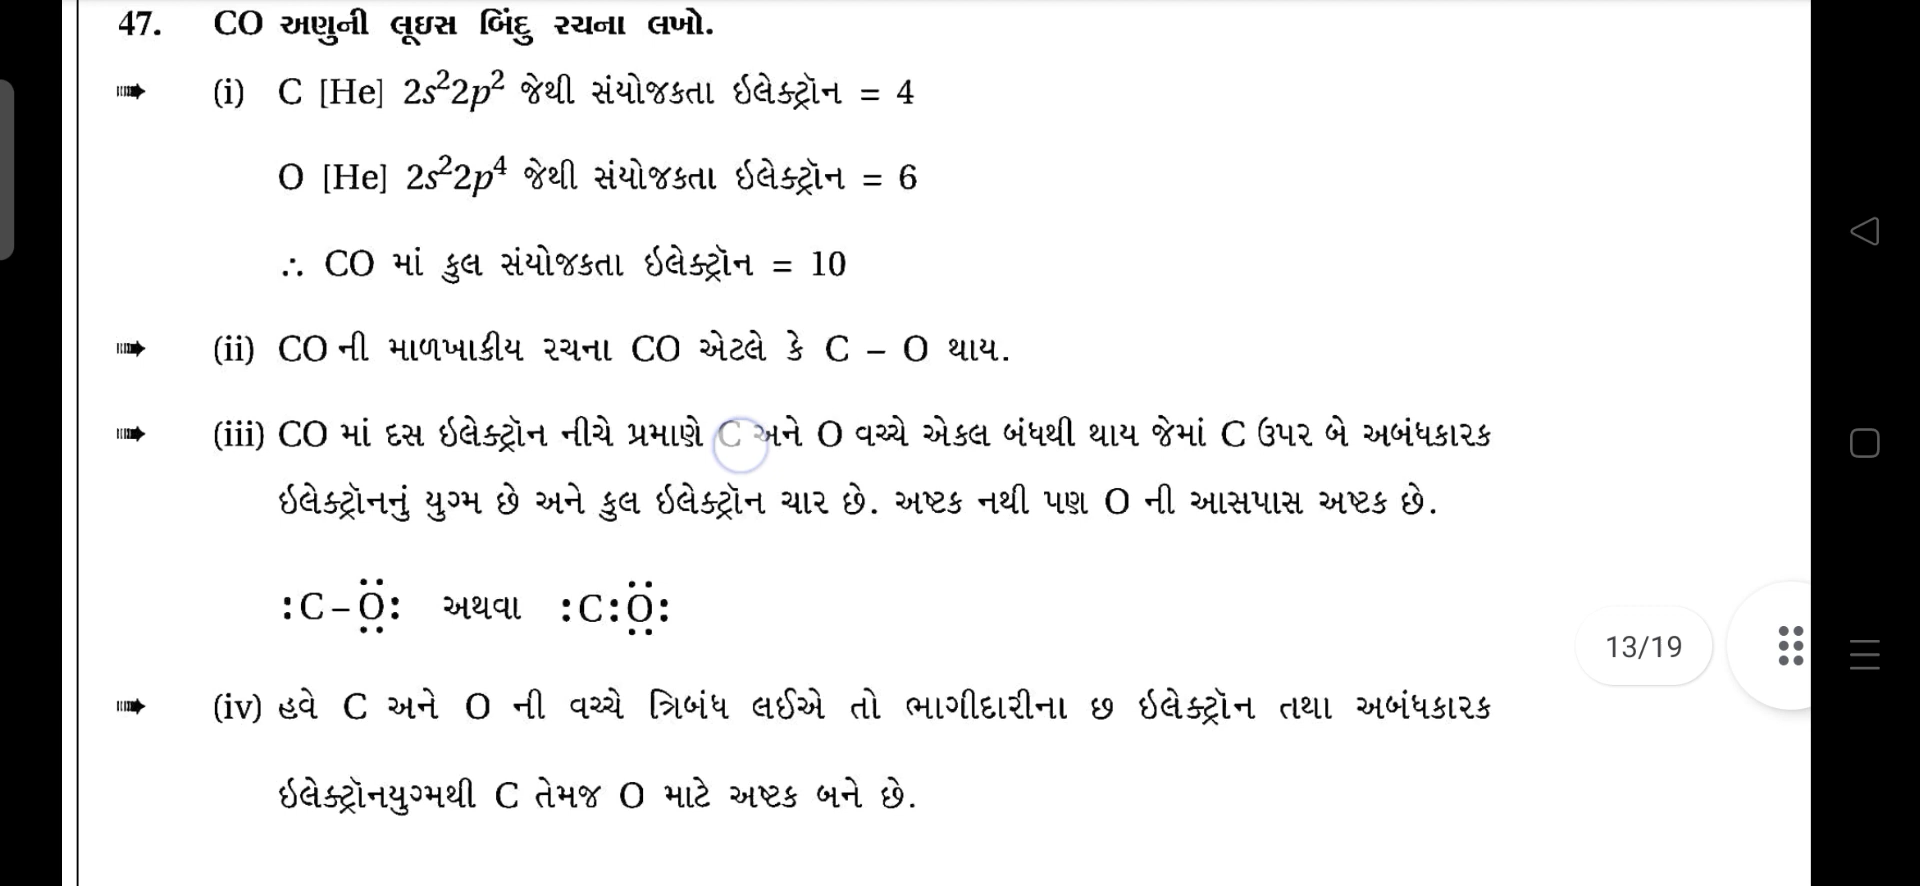 47. CO અણુની લૂઇસ બિંદુ રચના લખો.
(i) C [He] 2s²2p² જેથી સંયોજકતા ઇલેક્ટ્રૉન = 4
O [He] 2s²2p⁴ જેથી સંયોજકતા ઇલેક્ટ્રૉન = 6
∴ CO માં કુલ સંયોજકતા ઇલેક્ટ્રૉન = 10
(ii) CO ની માળખાકીય રચના CO એટલે કે C – O થાય.
(iii) CO માં દસ ઇલેક્ટ્રૉન નીચે પ્રમાણે C અને O વચ્ચે એકલ બંધથી થાય જેમાં C ઉપર બે અબંધકારક
ઇલેક્ટ્રૉનનું યુગ્મ છે અને કુલ ઇલેક્ટ્રૉન ચાર છે. અષ્ટક નથી પણ O ની આસપાસ અષ્ટક છે.
:C–Ö̤: અથવા :C:Ö̤:
13/19
(iv) હવે C અને O ની વચ્ચે ત્રિબંધ લઈએ તો ભાગીદારીના છ ઇલેક્ટ્રૉન તથા અબંધકારક
ઇલેક્ટ્રૉનયુગ્મથી C તેમજ O માટે અષ્ટક બને છે.